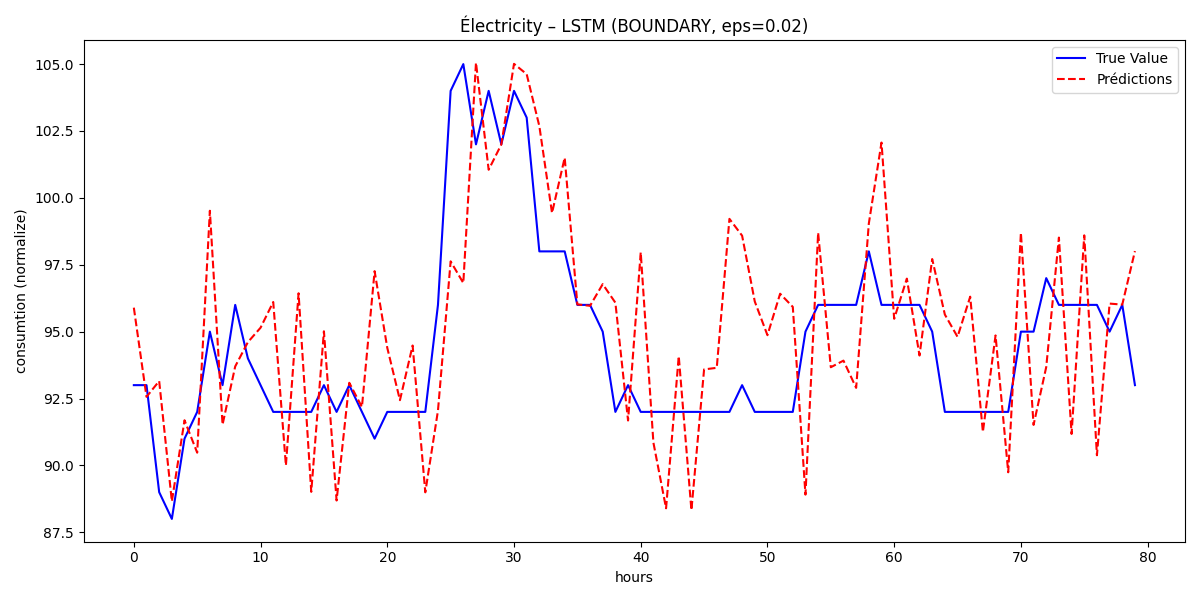 Électricity – LSTM (BOUNDARY, eps=0.02)
True Value
Prédictions
consumtion (normalize)
105.0
102.5
100.0
97.5
95.0
92.5
90.0
87.5
0 10 20 30 40 50 60 70 80
hours